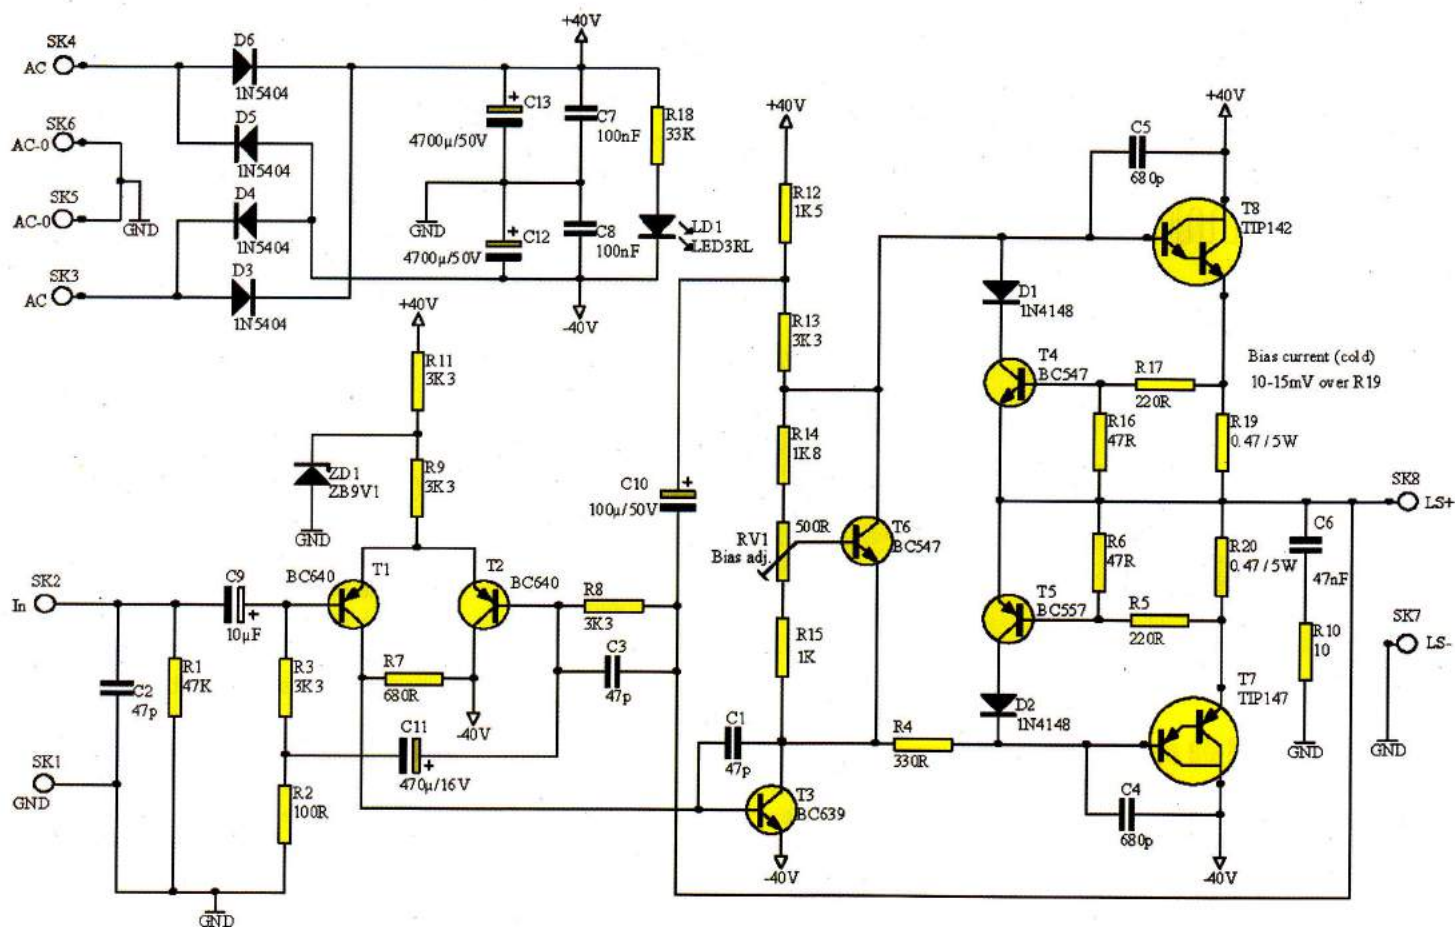 +40V
SK4
AC
D6
1N5404
SK6
AC-0
D5
1N5404
SK5
AC-0
GND
D4
1N5404
SK3
AC
D3
1N5404
+
C13
4700µ/50V
C7
100nF
R18
33K
GND
+
C12
4700µ/50V
C8
100nF
LD1
LED3RL
-40V
+40V
R12
1K5
R13
3K3
+40V
C5
680p
T8
TIP142
D1
1N4148
T4
BC547
R17
220R
Bias current (cold)
10-15mV over R19
R16
47R
R19
0.47/5W
+40V
R11
3K3
R9
3K3
ZD1
ZB9V1
GND
C10
+
100µ/50V
R14
1K8
500R
RV1
Bias adj.
T6
BC547
R15
1K
SK8
LS+
C6
47nF
R6
47R
R20
0.47/5W
T5
BC557
R5
220R
R10
10
SK7
LS-
GND
GND
SK2
In
C9
+
10µF
BC640
T1
T2
BC640
R8
3K3
C3
47p
C2
47p
R1
47K
R3
3K3
R7
680R
-40V
C11
+
470µ/16V
SK1
GND
R2
100R
GND
C1
47p
T3
BC639
-40V
R4
330R
D2
1N4148
T7
TIP147
C4
680p
-40V